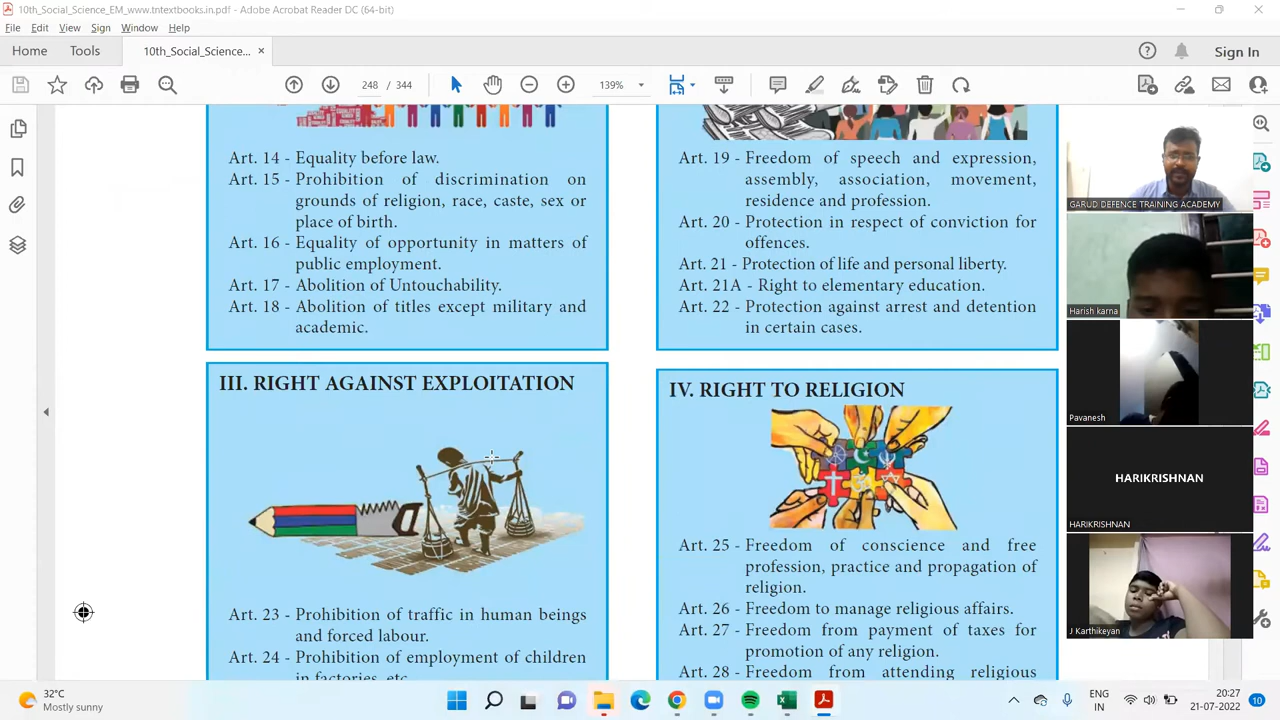 10th_Social_Science_EM_www.tntextbooks.in.pdf - Adobe Acrobat Reader DC (64-bit)
File Edit View Sign Window Help
Home Tools 10th_Social_Science... × Sign In
248 / 344 139%
Art. 14 - Equality before law.
Art. 15 - Prohibition of discrimination on
grounds of religion, race, caste, sex or
place of birth.
Art. 16 - Equality of opportunity in matters of
public employment.
Art. 17 - Abolition of Untouchability.
Art. 18 - Abolition of titles except military and
academic.
Art. 19 - Freedom of speech and expression,
assembly, association, movement,
residence and profession.
Art. 20 - Protection in respect of conviction for
offences.
Art. 21 - Protection of life and personal liberty.
Art. 21A - Right to elementary education.
Art. 22 - Protection against arrest and detention
in certain cases.
III. RIGHT AGAINST EXPLOITATION
Art. 23 - Prohibition of traffic in human beings
and forced labour.
Art. 24 - Prohibition of employment of children
in factories, etc.
IV. RIGHT TO RELIGION
Art. 25 - Freedom of conscience and free
profession, practice and propagation of
religion.
Art. 26 - Freedom to manage religious affairs.
Art. 27 - Freedom from payment of taxes for
promotion of any religion.
Art. 28 - Freedom from attending religious
GARUD DEFENCE TRAINING ACADEMY
Harish karna
Pavanesh
HARIKRISHNAN
HARIKRISHNAN
J Karthikeyan
32°C
Mostly sunny
ENG
IN
20:27
21-07-2022
10